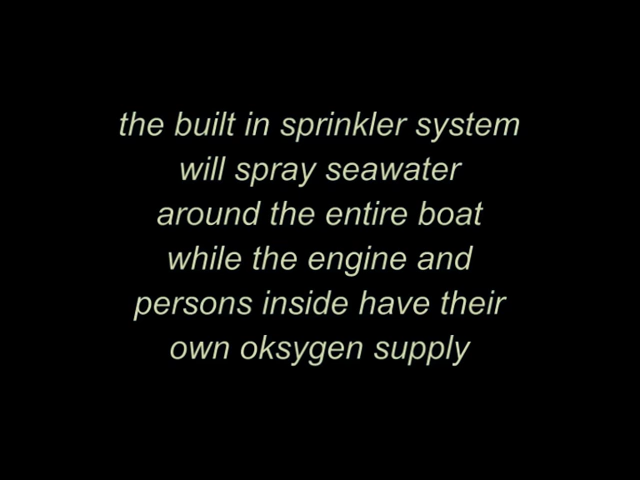 the built in sprinkler system
will spray seawater
around the entire boat
while the engine and
persons inside have their
own oksygen supply